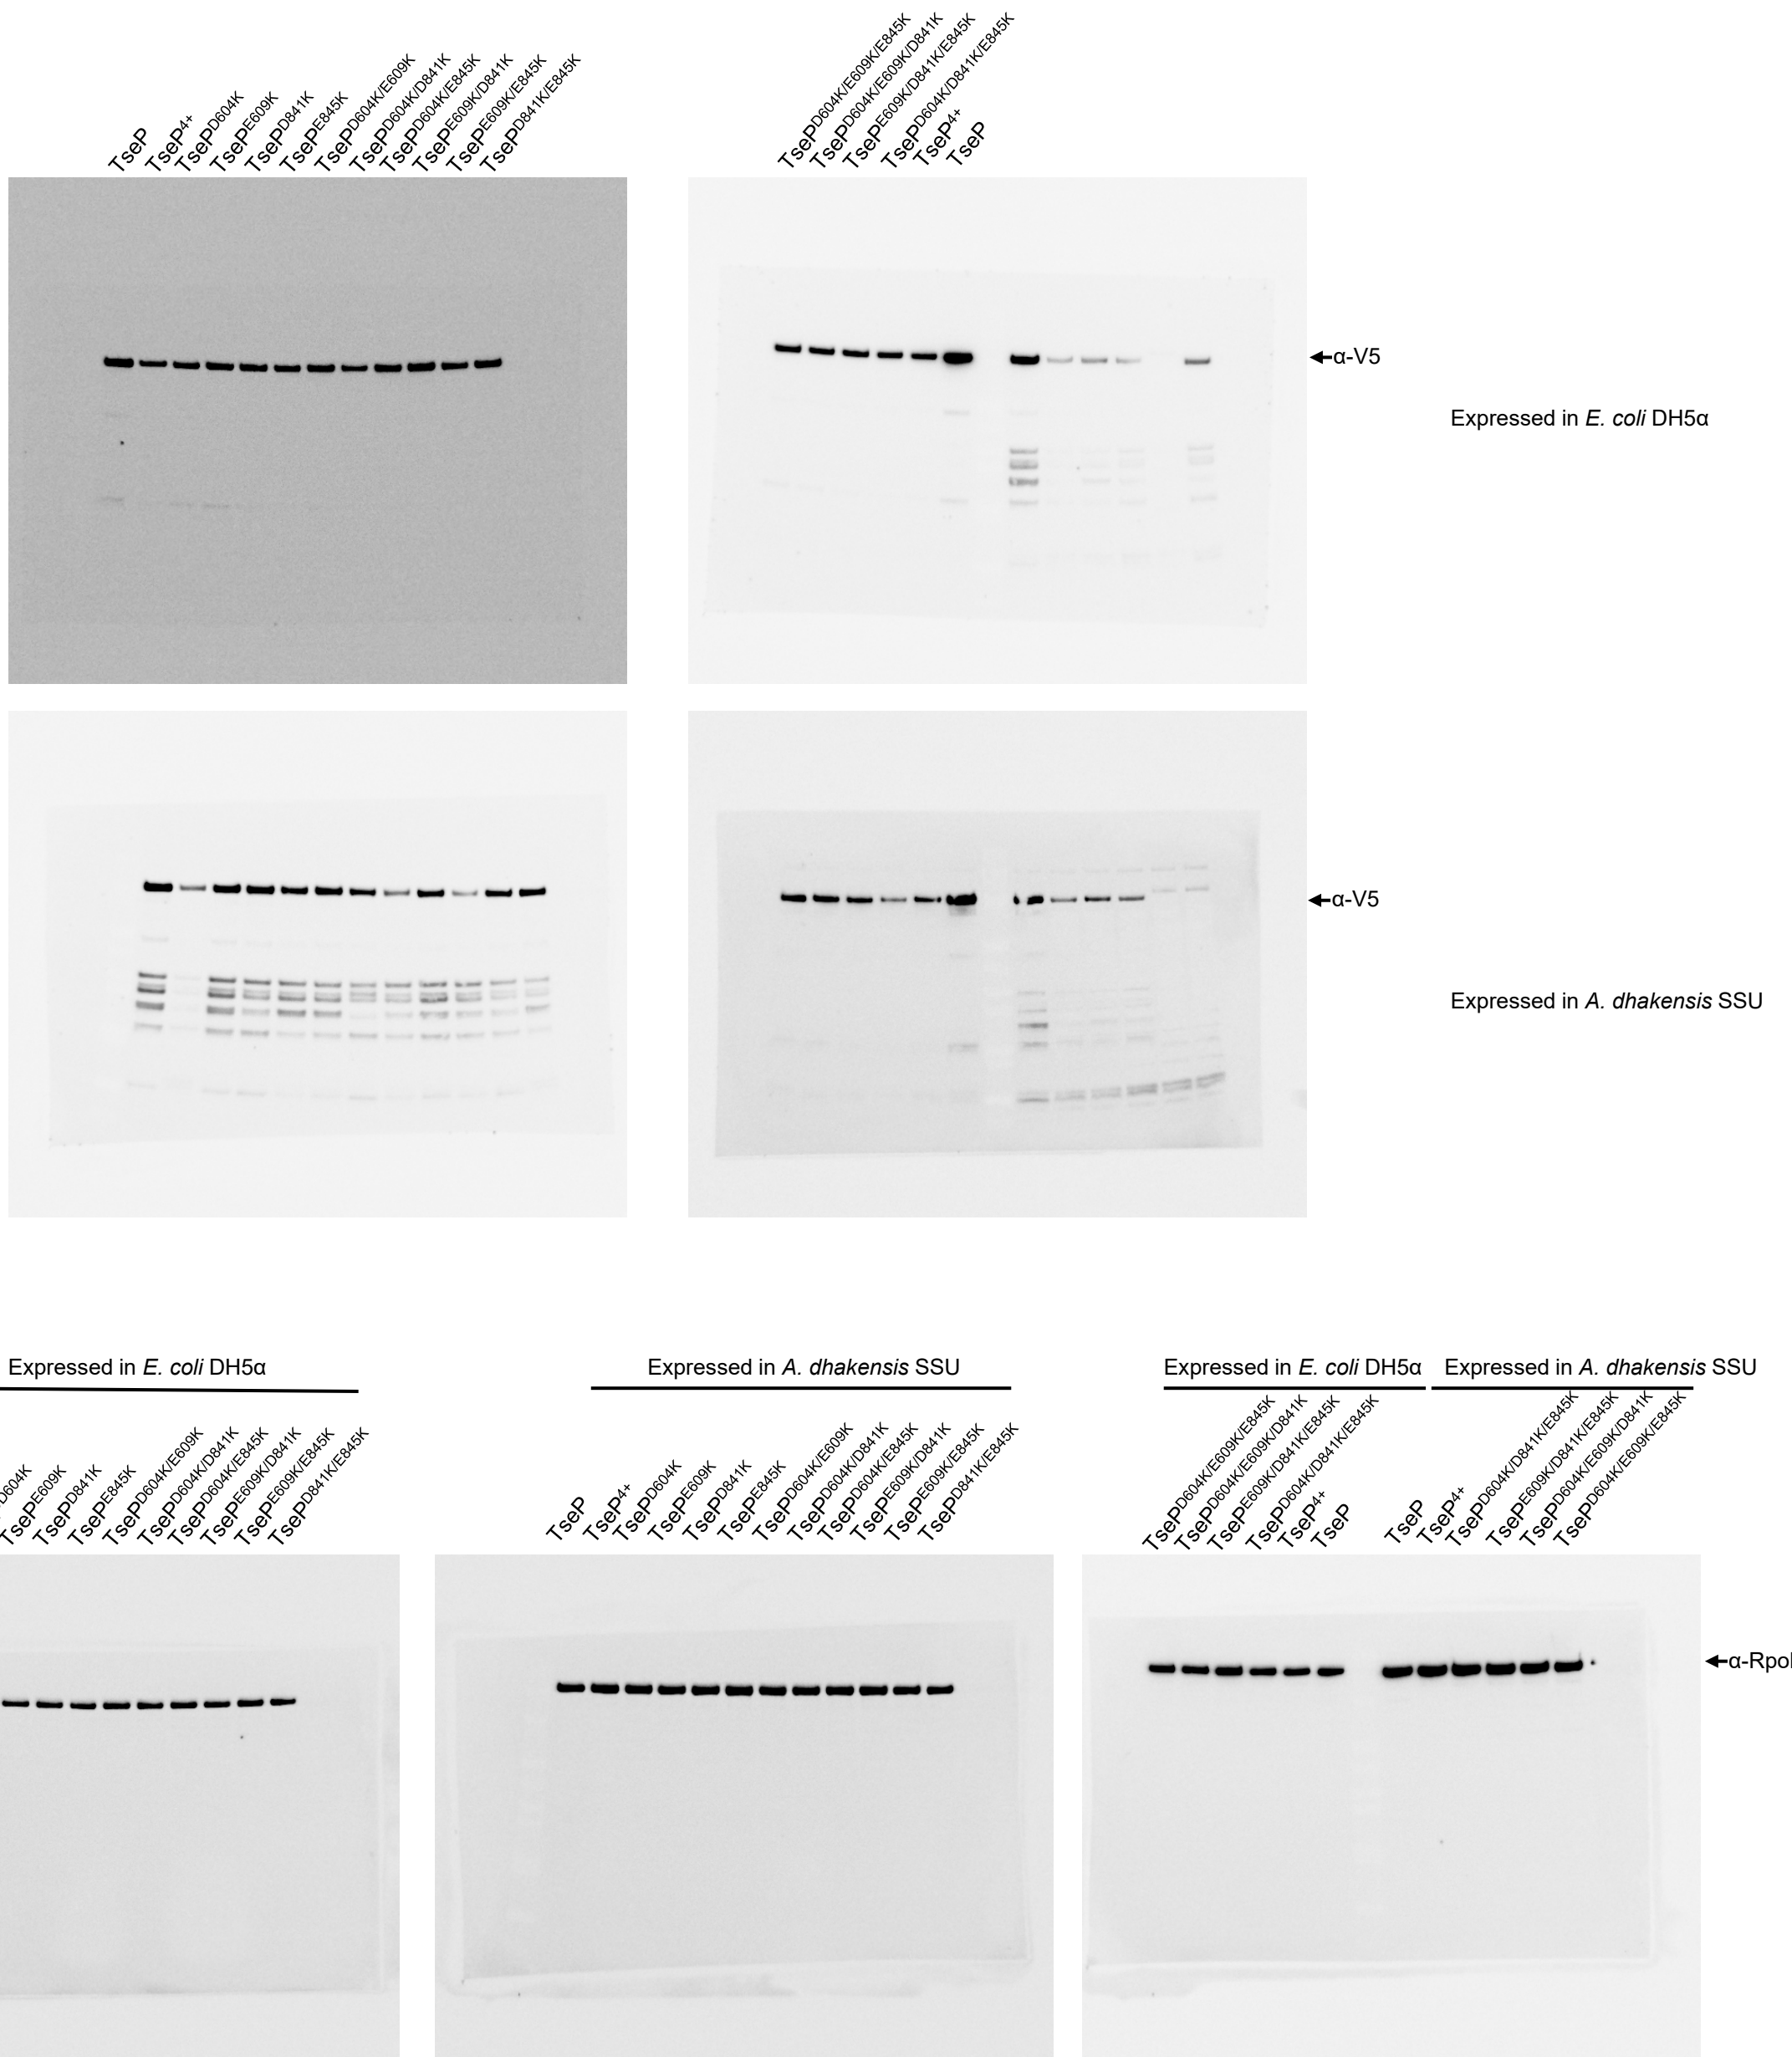 TseP
TseP4+
TsePD604K
TsePE609K
TsePD841K
TsePE845K
TsePD604K/E609K
TsePD604K/D841K
TsePD604K/E845K
TsePE609K/D841K
TsePE609K/E845K
TsePD841K/E845K
TsePD604K/E609K/E845K
TsePD604K/E609K/D841K
TsePE609K/D841K/E845K
TsePD604K/D841K/E845K
TseP4+
TseP
α-V5
Expressed in E. coli DH5α
α-V5
Expressed in A. dhakensis SSU
Expressed in E. coli DH5α
D604K
TsePE609K
TsePD841K
TsePE845K
TsePD604K/E609K
TsePD604K/D841K
TsePD604K/E845K
TsePE609K/D841K
TsePE609K/E845K
TsePD841K/E845K
Expressed in A. dhakensis SSU
TseP
TseP4+
TsePD604K
TsePE609K
TsePD841K
TsePE845K
TsePD604K/E609K
TsePD604K/D841K
TsePD604K/E845K
TsePE609K/D841K
TsePE609K/E845K
TsePD841K/E845K
Expressed in E. coli DH5α
TsePD604K/E609K/E845K
TsePD604K/E609K/D841K
TsePE609K/D841K/E845K
TsePD604K/D841K/E845K
TseP4+
TseP
Expressed in A. dhakensis SSU
TseP
TseP4+
TsePD604K/D841K/E845K
TsePE609K/D841K/E845K
TsePD604K/E609K/D841K
TsePD604K/E609K/E845K